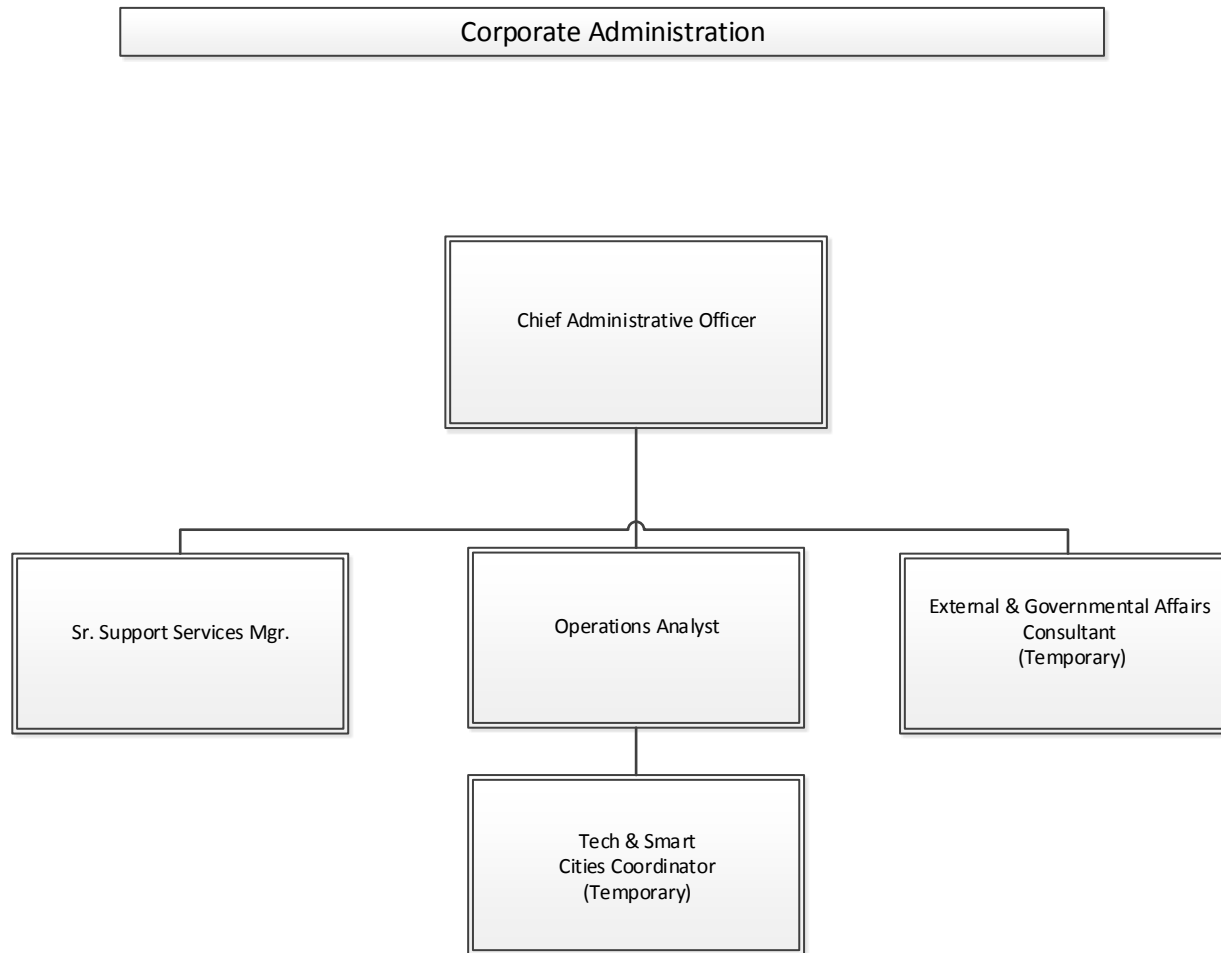 Corporate Administration
Chief Administrative Officer
Sr. Support Services Mgr.
Operations Analyst
External & Governmental Affairs
Consultant
(Temporary)
Tech & Smart
Cities Coordinator
(Temporary)